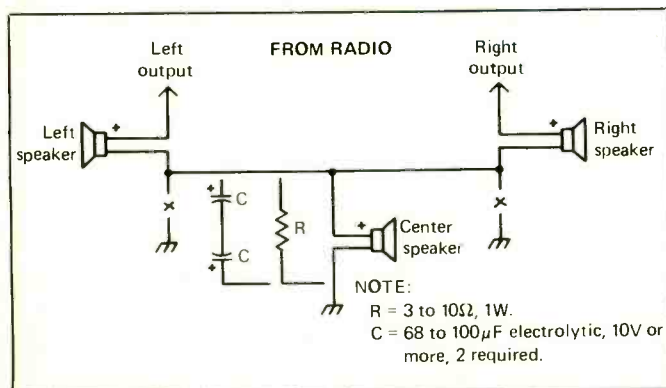 Left
output
FROM RADIO
Right
output
Left
speaker
+
+
Right
speaker
x
+
C
C
+
R
+
Center
speaker
x
NOTE:
R = 3 to 10Ω, 1W.
C = 68 to 100μF electrolytic, 10V or
more, 2 required.